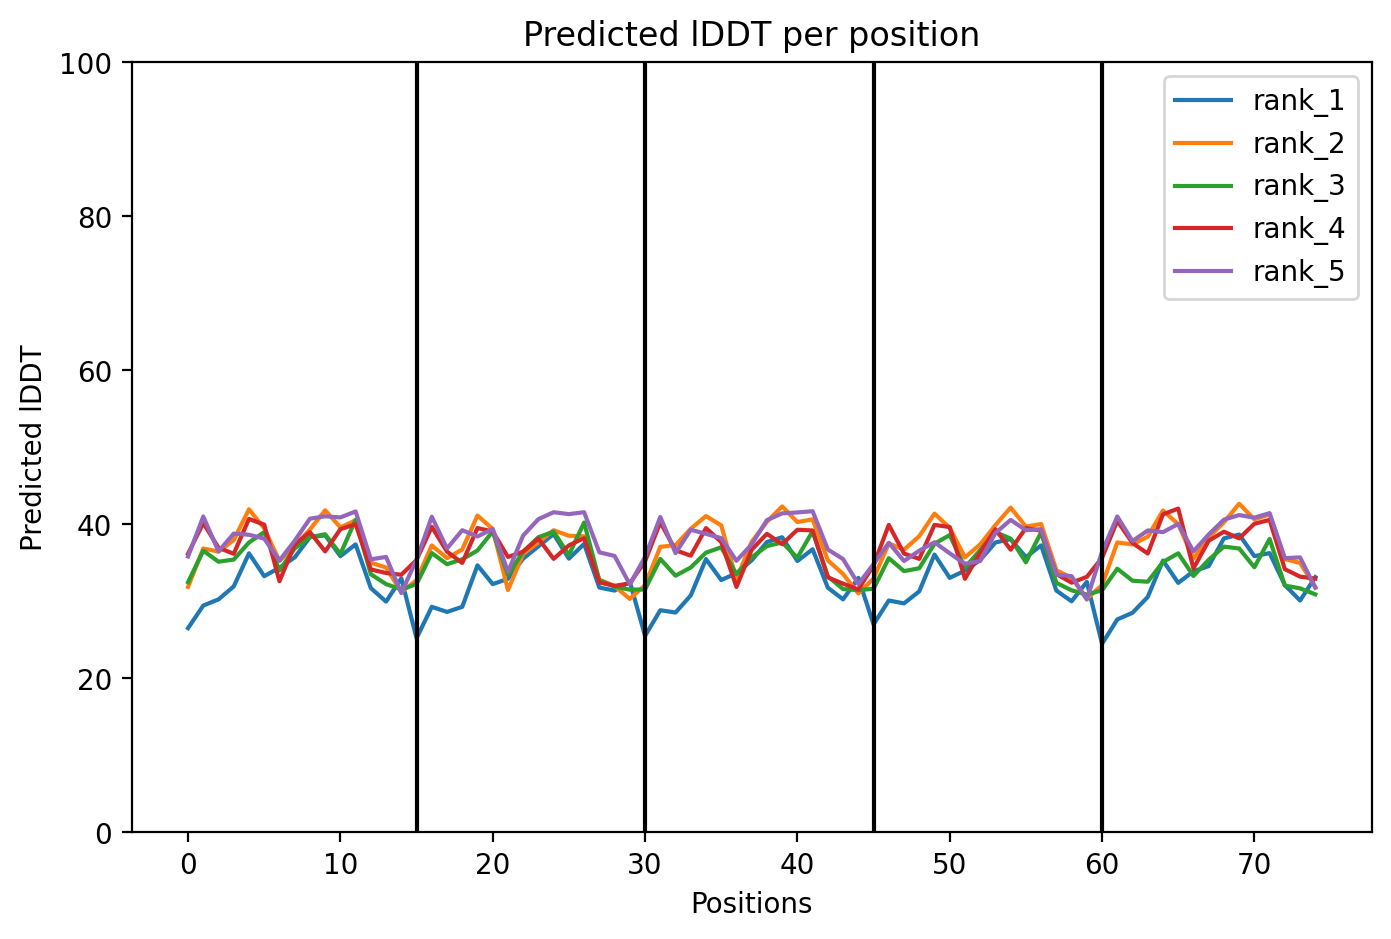 Predicted lDDT per position
100
80
60
40
20
0
Predicted lDDT
0 10 20 30 40 50 60 70
Positions
rank_1
rank_2
rank_3
rank_4
rank_5